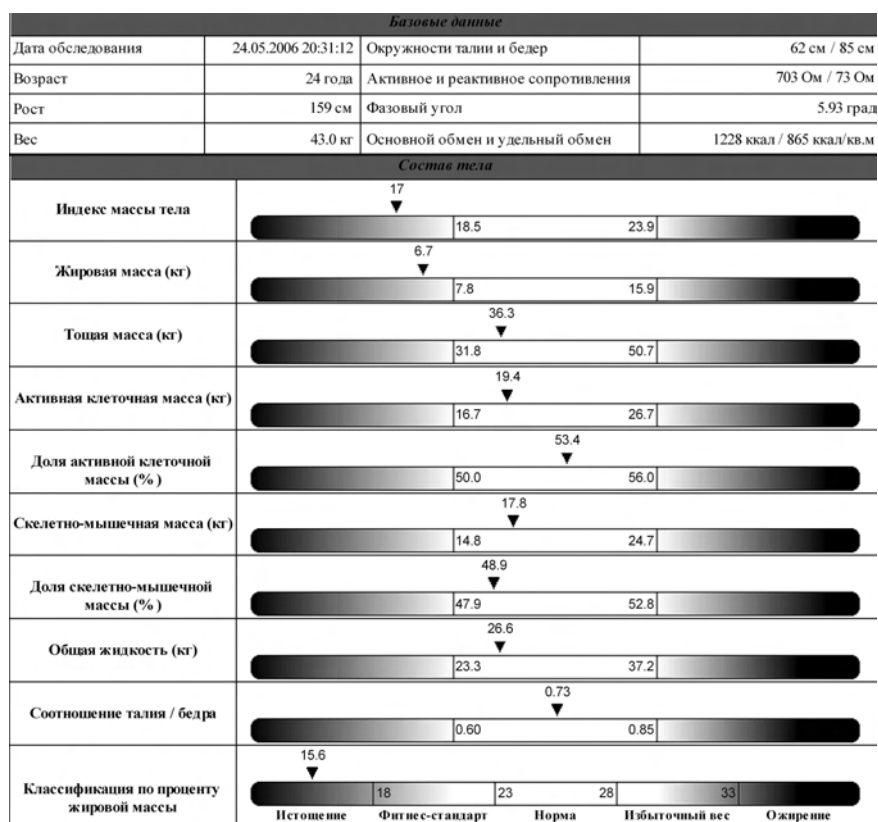 Базовые данные
Дата обследования 24.05.2006 20:31:12 Окружности талии и бедер 62 см / 85 см
Возраст 24 года Активное и реактивное сопротивления 703 Ом / 73 Ом
Рост 159 см Фазовый угол 5.93 град
Вес 43.0 кг Основной обмен и удельный обмен 1228 ккал / 865 ккал/кв.м
Состав тела
17
Индекс массы тела
18.5 23.9
6.7
Жировая масса (кг)
7.8 15.9
36.3
Тощая масса (кг)
31.8 50.7
19.4
Активная клеточная масса (кг)
16.7 26.7
53.4
Доля активной клеточной
массы (% )
50.0 56.0
17.8
Скелетно-мышечная масса (кг)
14.8 24.7
48.9
Доля скелетно-мышечной
массы (% )
47.9 52.8
26.6
Общая жидкость (кг)
23.3 37.2
0.73
Соотношение талия / бедра
0.60 0.85
15.6
Классификация по проценту
жировой массы
18 23 28 33
Истощение Фитнес-стандарт Норма Избыточный вес Ожирение